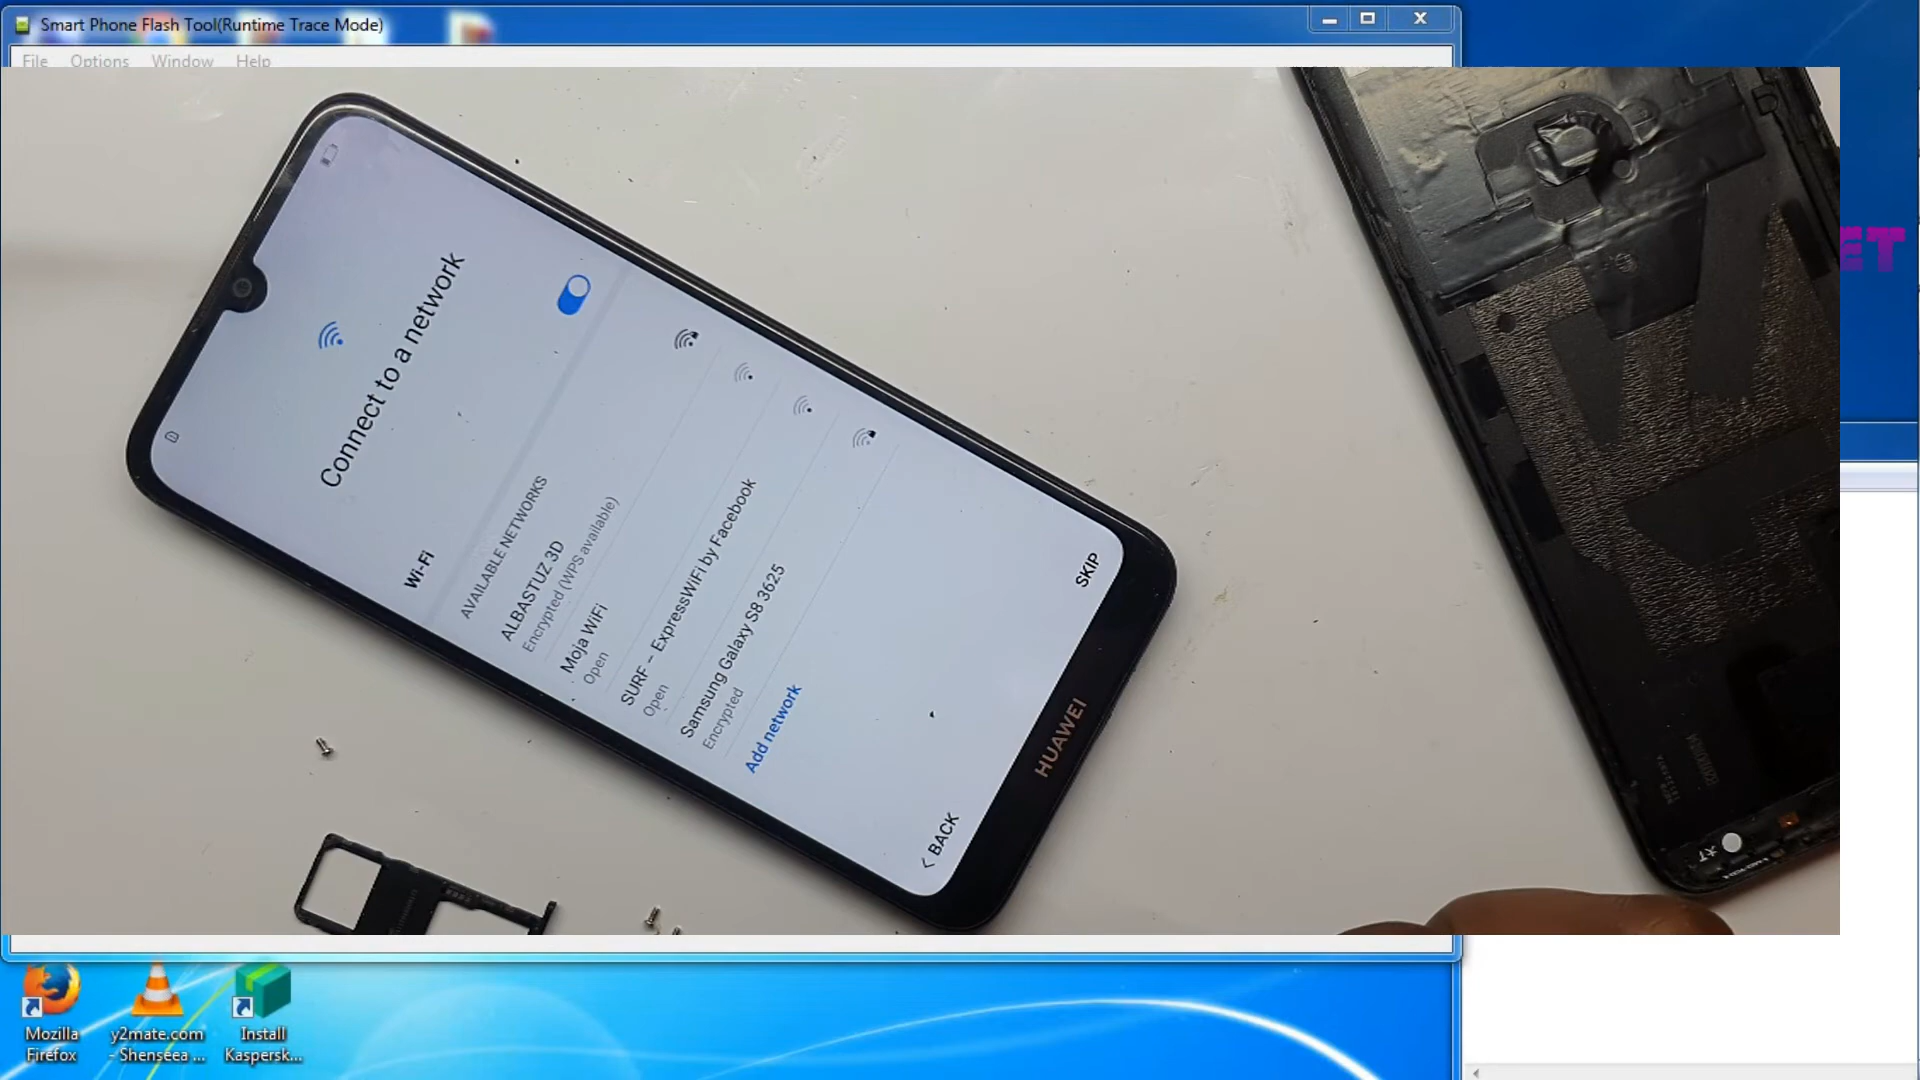 Smart Phone Flash Tool(Runtime Trace Mode)
File Options Window Help
ET
Connect to a network
Wi-Fi
AVAILABLE NETWORKS
ALBASTUZ 3D
Encrypted (WPS available)
Moja WiFi
Open
SURF – ExpressWiFi by Facebook
Open
Samsung Galaxy S8 3625
Encrypted
Add network
< BACK
SKIP
HUAWEI
Mozilla
Firefox
y2mate.com
- Shenseea ...
Install
Kaspersk...